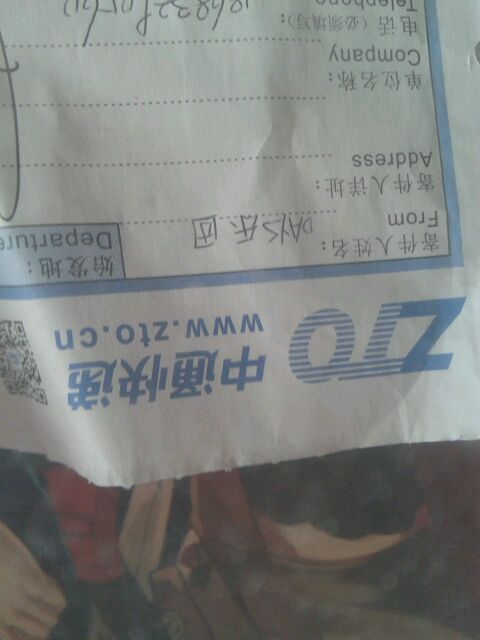 ZTO 中通快递
www.zto.cn
寄件人姓名:
From
始发地:
Departure
寄件人详址:
Address
单位名称:
Company
电话(必须填写):
Telephone